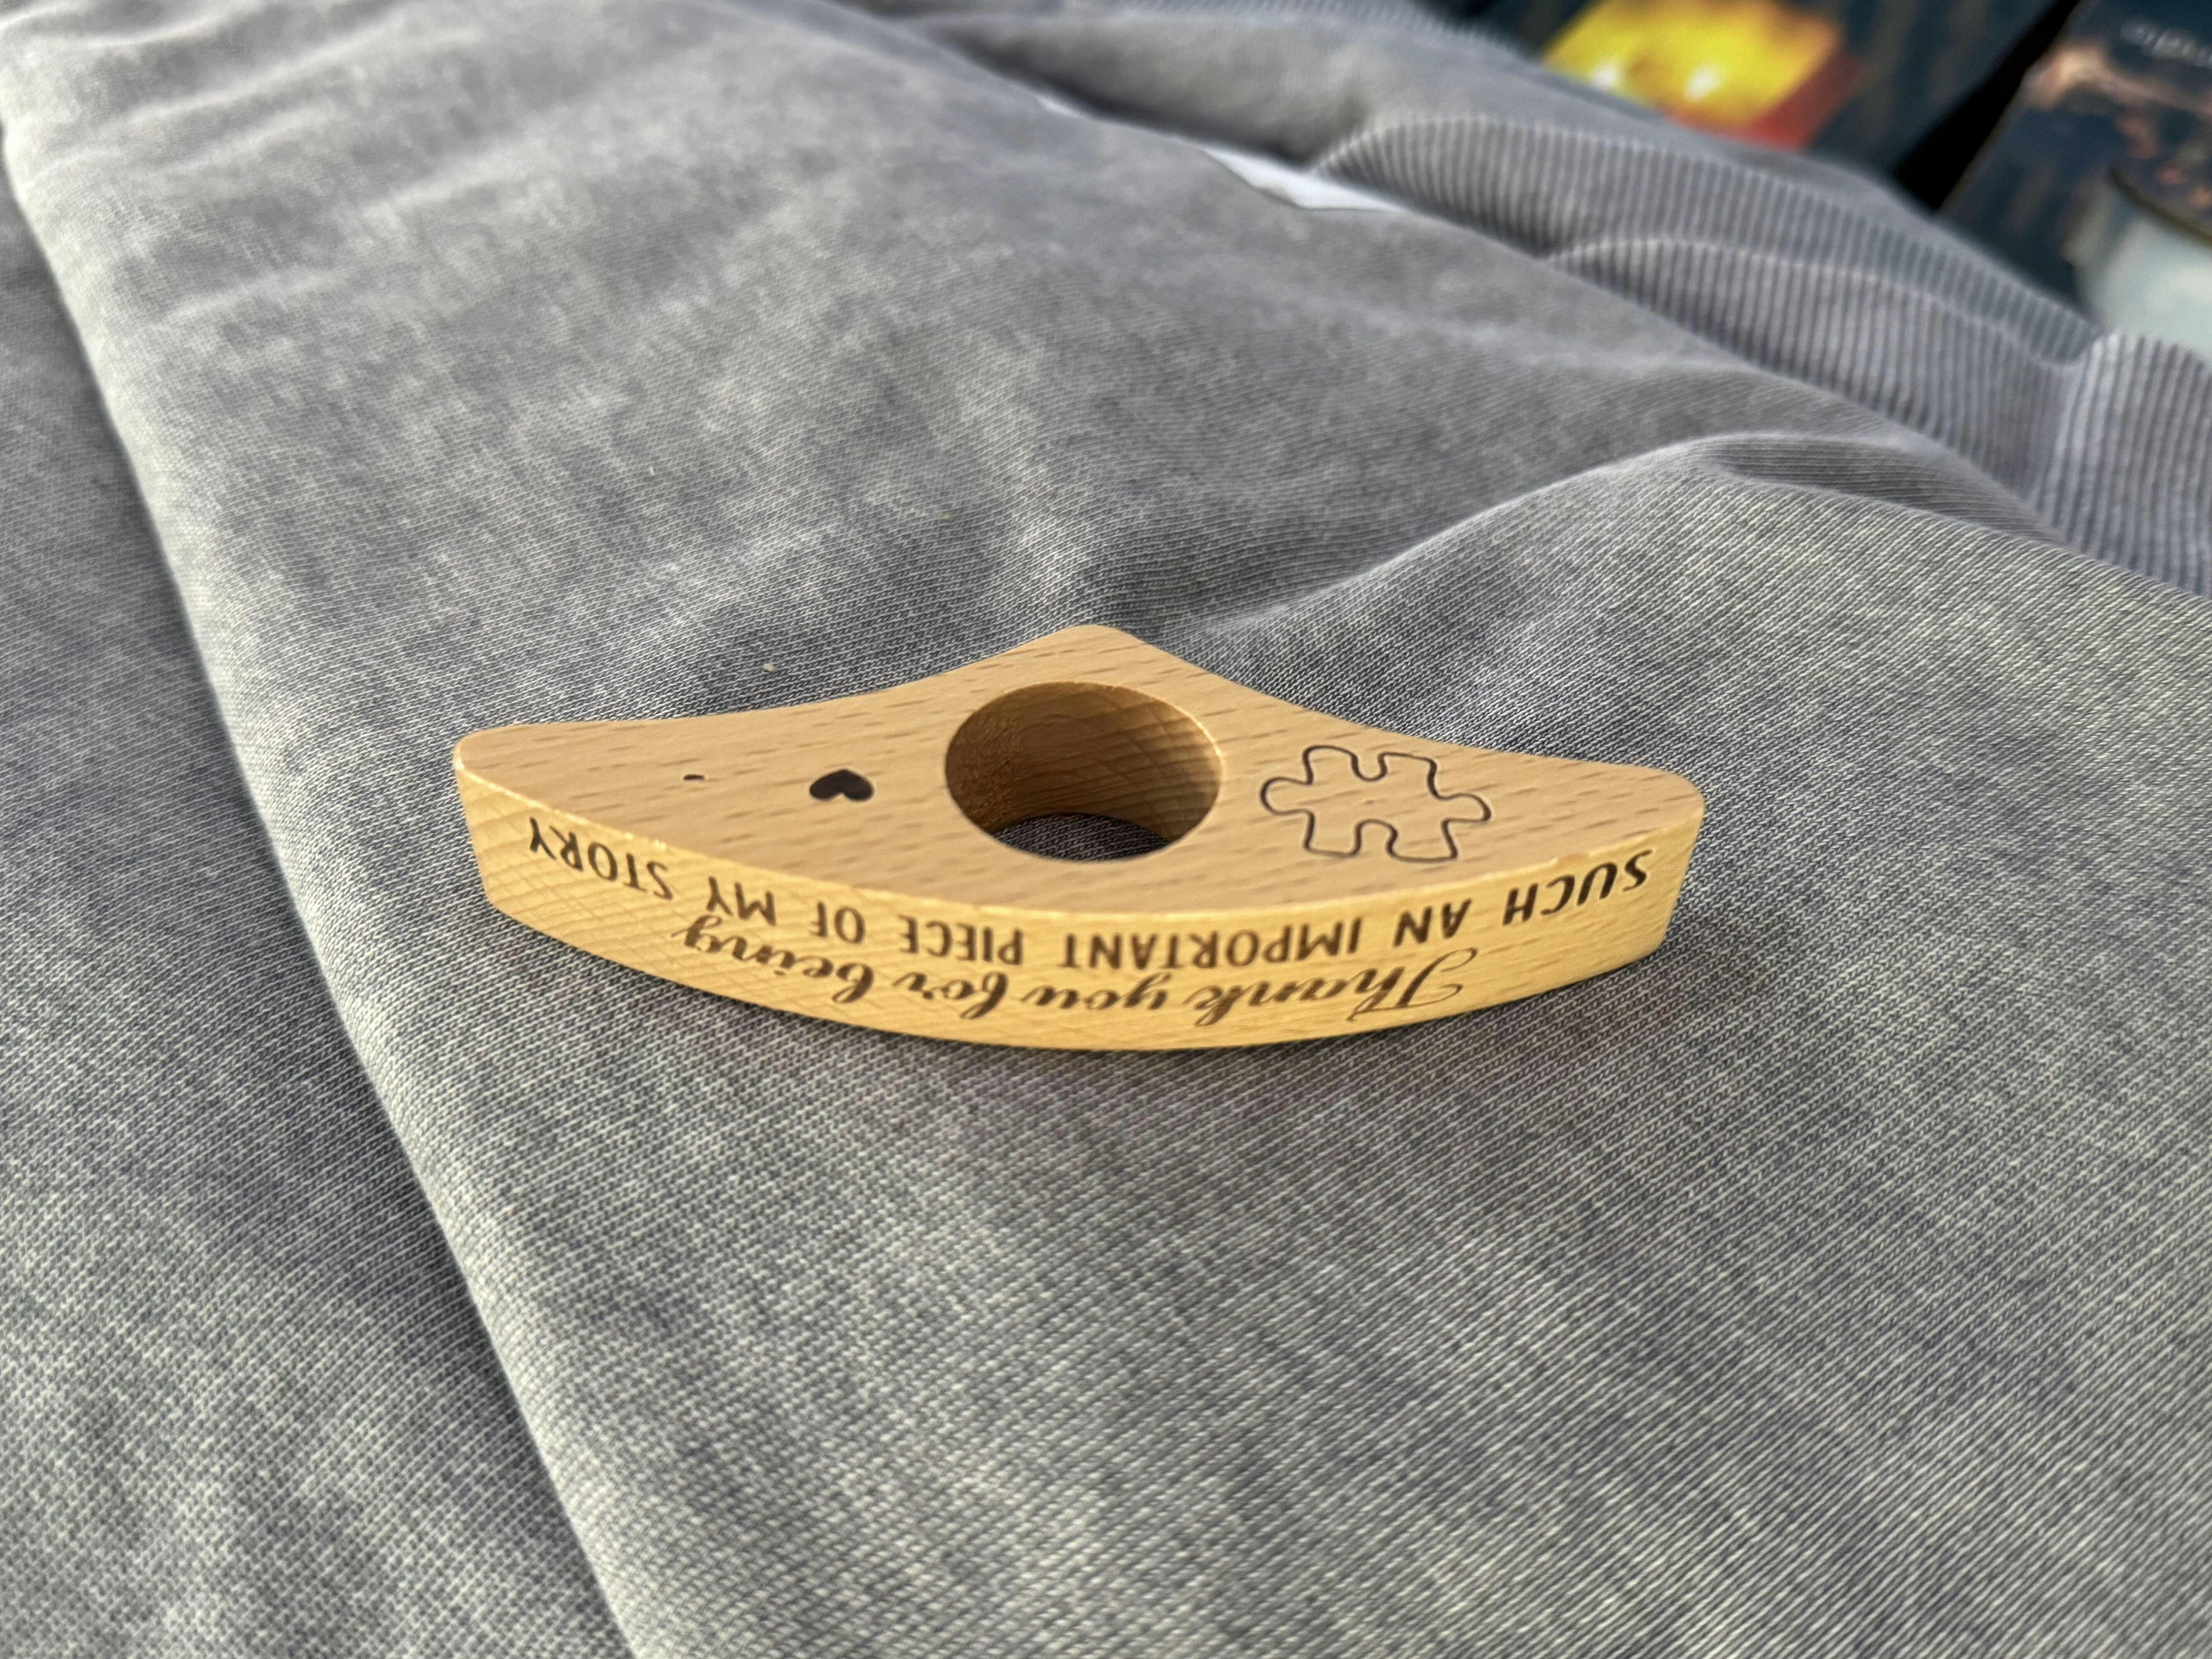 Thank you for being
SUCH AN IMPORTANT PIECE OF MY STORY